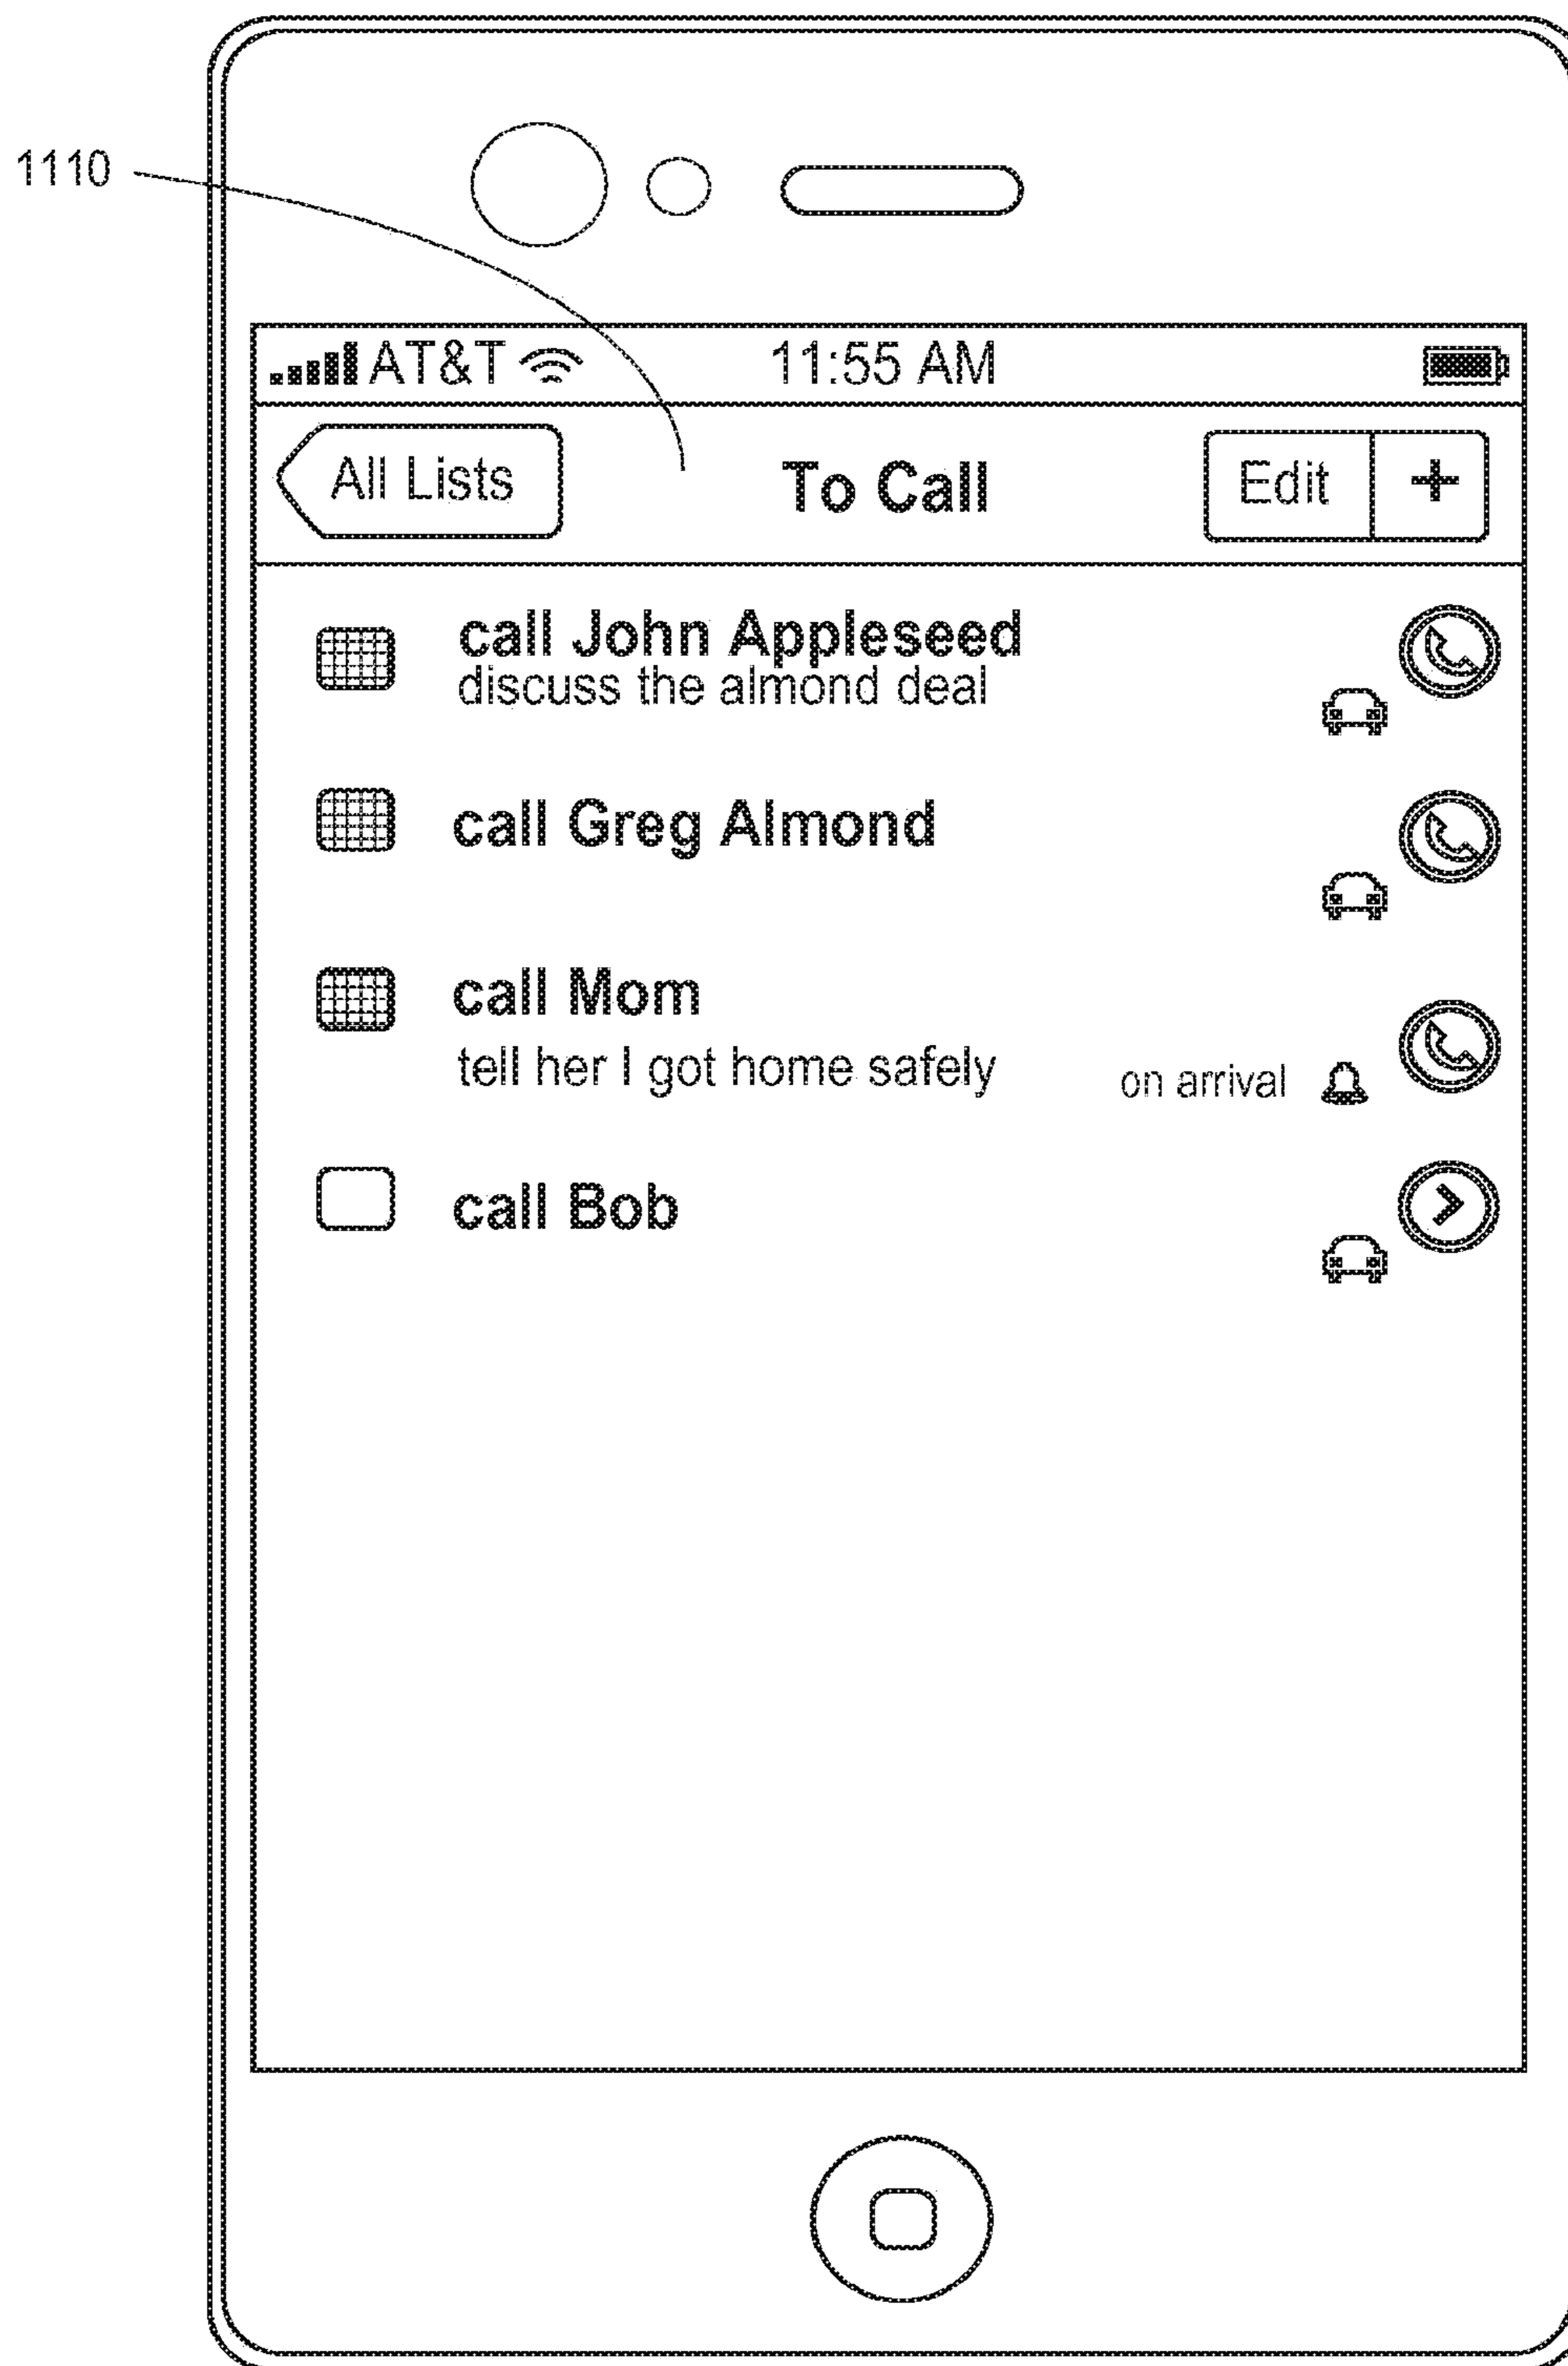 1110
AT&T 11:55 AM
All Lists To Call Edit +
call John Appleseed
discuss the almond deal
call Greg Almond
call Mom
tell her I got home safely on arrival
call Bob